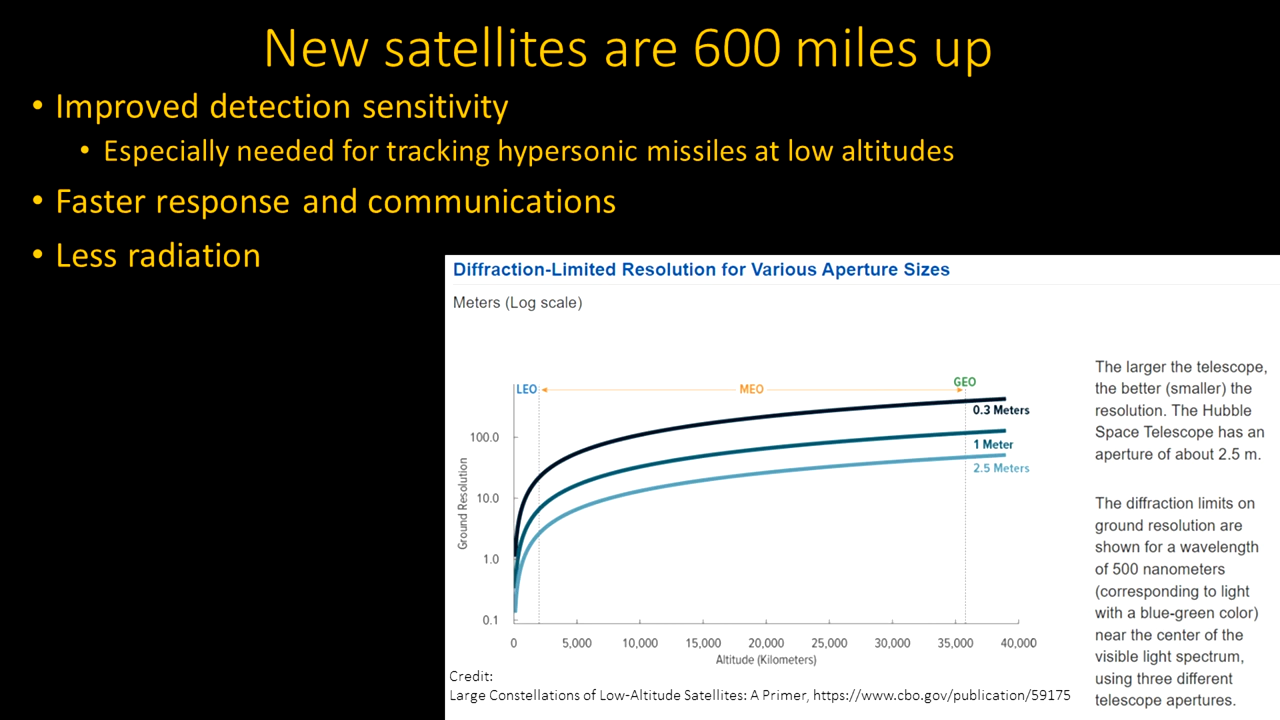 New satellites are 600 miles up
• Improved detection sensitivity
• Especially needed for tracking hypersonic missiles at low altitudes
• Faster response and communications
• Less radiation
Diffraction-Limited Resolution for Various Aperture Sizes
Meters (Log scale)
LEO
MEO
GEO
0.3 Meters
1 Meter
2.5 Meters
Ground Resolution
100.0
10.0
1.0
0.1
0
5,000
10,000
15,000
20,000
25,000
30,000
35,000
40,000
Altitude (Kilometers)
The larger the telescope,
the better (smaller) the
resolution. The Hubble
Space Telescope has an
aperture of about 2.5 m.
The diffraction limits on
ground resolution are
shown for a wavelength
of 500 nanometers
(corresponding to light
with a blue-green color)
near the center of the
visible light spectrum,
using three different
telescope apertures.
Credit:
Large Constellations of Low-Altitude Satellites: A Primer, https://www.cbo.gov/publication/59175